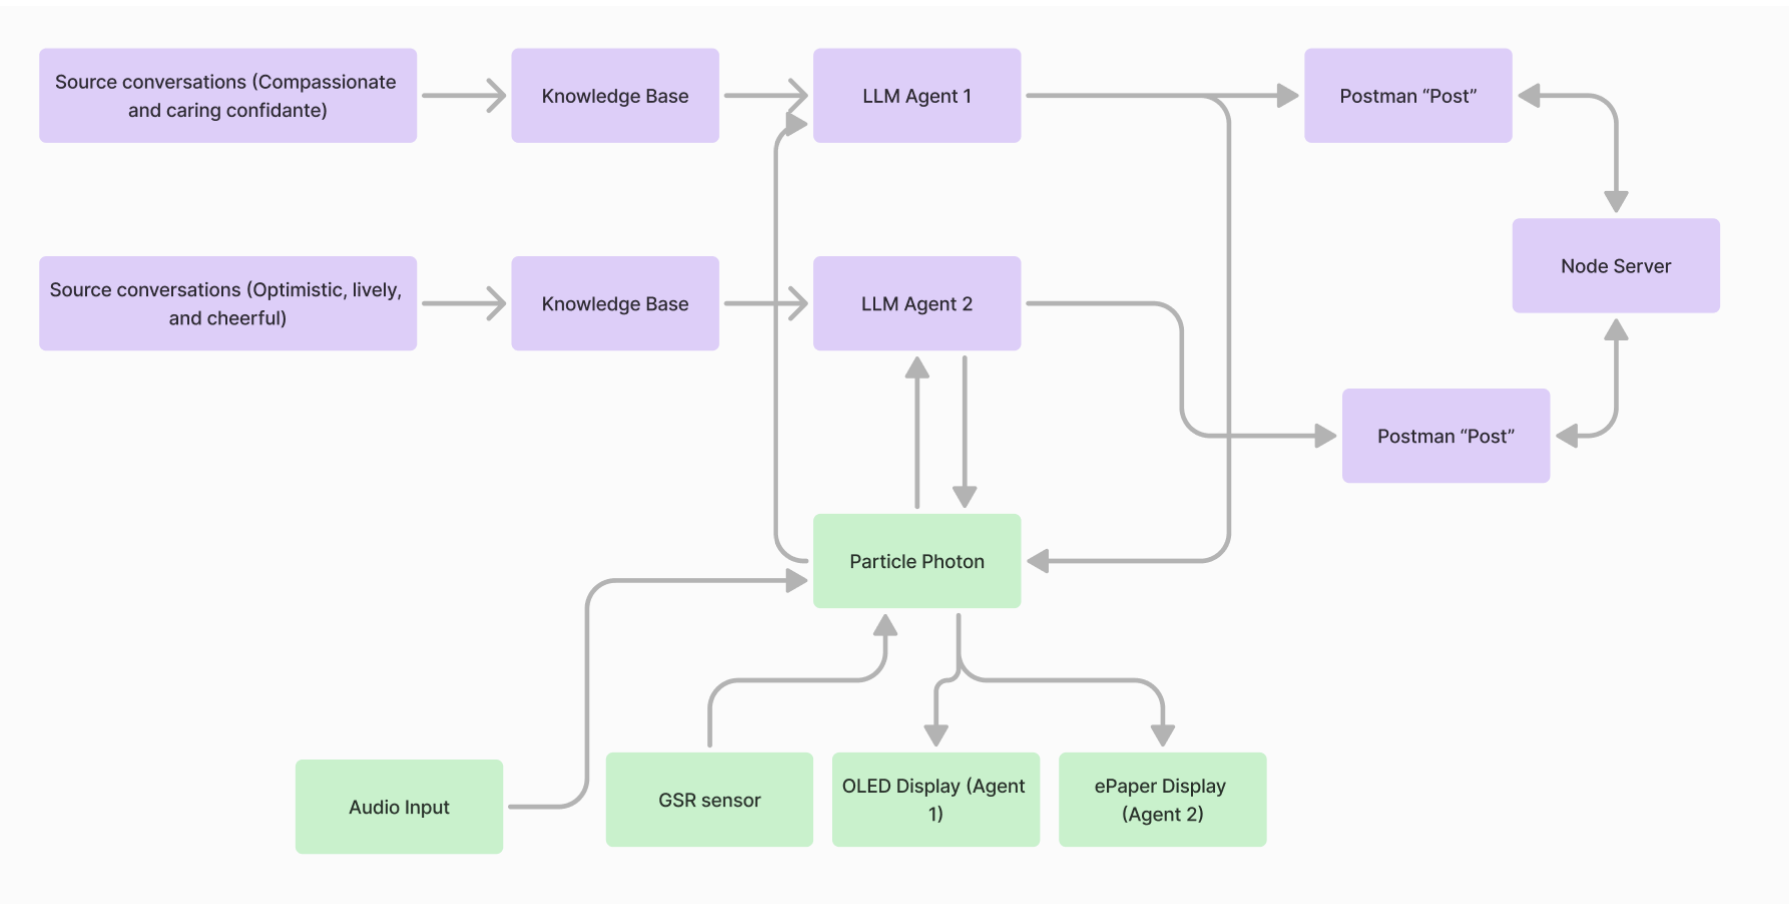 Source conversations (Compassionate
and caring confidante)
Knowledge Base
LLM Agent 1
Postman “Post”
Node Server
Source conversations (Optimistic, lively,
and cheerful)
Knowledge Base
LLM Agent 2
Postman “Post”
Particle Photon
Audio Input
GSR sensor
OLED Display (Agent
1)
ePaper Display
(Agent 2)